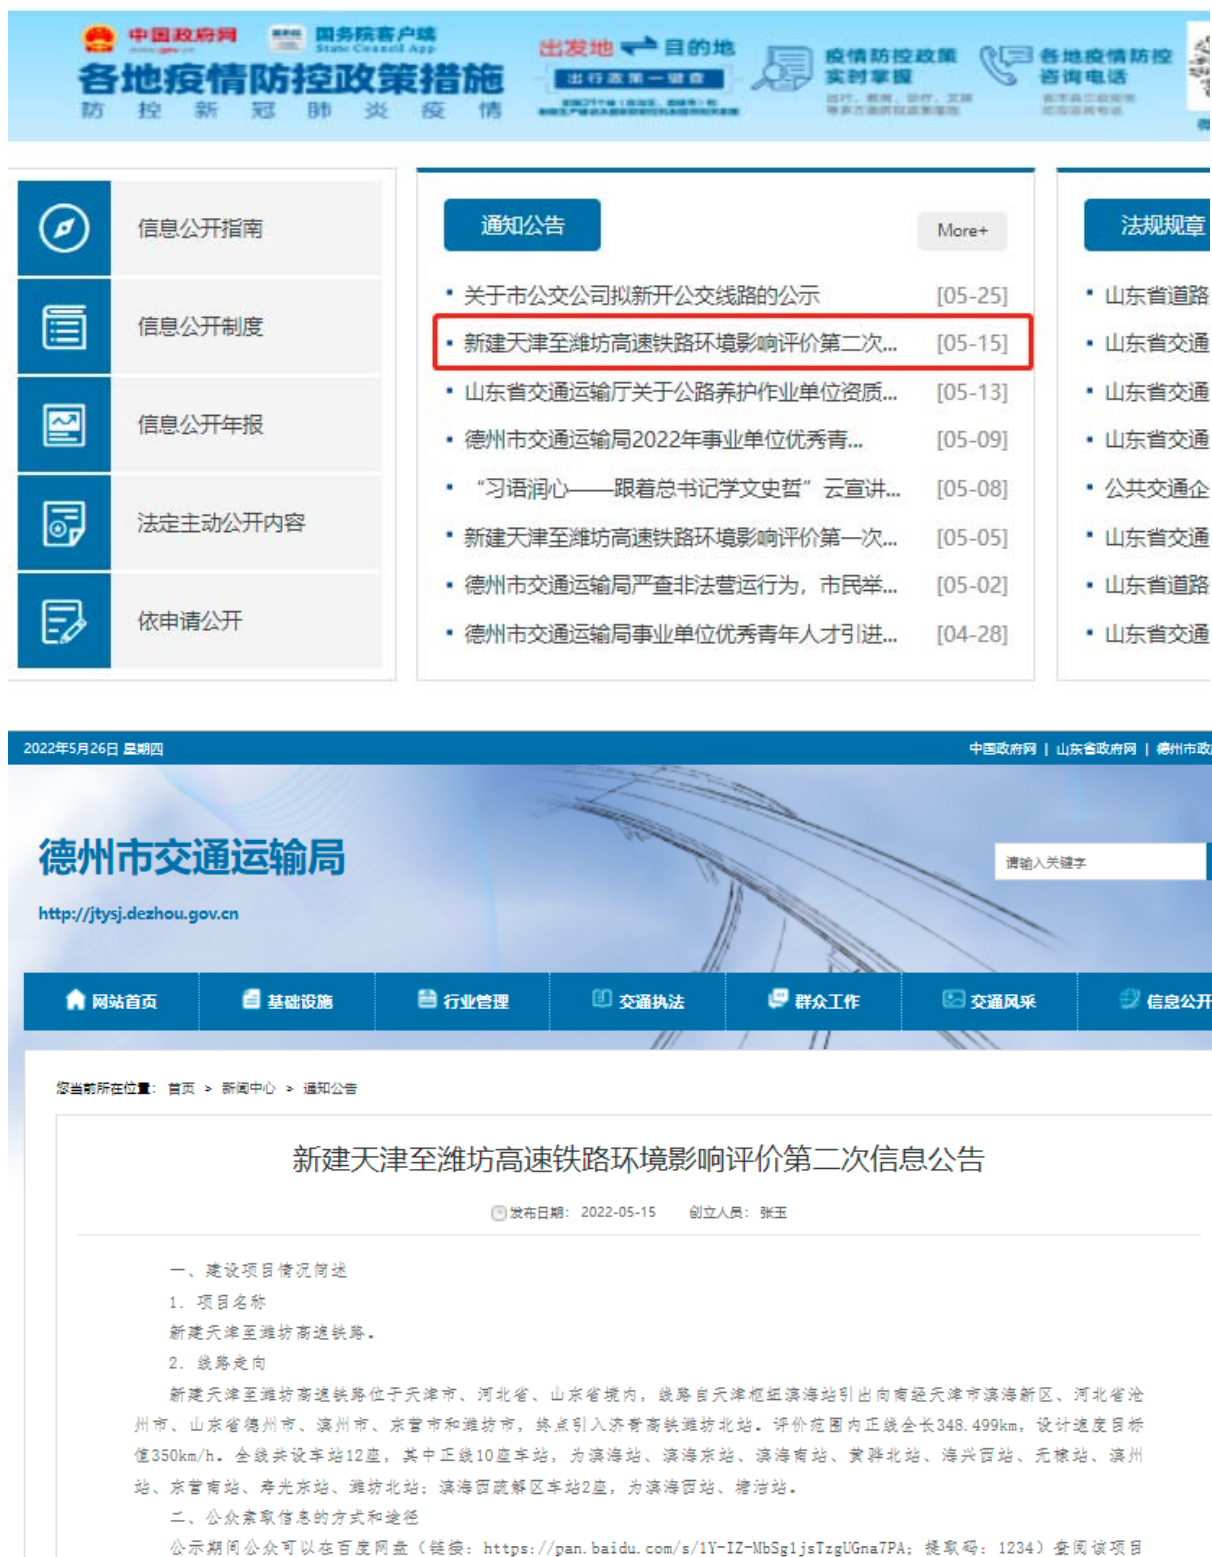 中国政府网 国务院客户端
www.gov.cn State Council App
各地疫情防控政策措施
防控新冠肺炎疫情
出发地 目的地
出行政策一键查
疫情防控政策
实时掌握
各地疫情防控
咨询电话
信息公开指南
信息公开制度
信息公开年报
法定主动公开内容
依申请公开
通知公告 More+
关于市公交公司拟新开公交线路的公示 [05-25]
新建天津至潍坊高速铁路环境影响评价第二次... [05-15]
山东省交通运输厅关于公路养护作业单位资质... [05-13]
德州市交通运输局2022年事业单位优秀青... [05-09]
“习语润心——跟着总书记学文史哲”云宣讲... [05-08]
新建天津至潍坊高速铁路环境影响评价第一次... [05-05]
德州市交通运输局严查非法营运行为，市民举... [05-02]
德州市交通运输局事业单位优秀青年人才引进... [04-28]
法规规章
山东省道路
山东省交通
山东省交通
山东省交通
公共交通企
山东省交通
山东省道路
山东省交通
2022年5月26日 星期四 中国政府网 | 山东省政府网 | 德州市政
德州市交通运输局
http://jtysj.dezhou.gov.cn
请输入关键字
网站首页 基础设施 行业管理 交通执法 群众工作 交通风采 信息公开
您当前所在位置： 首页 > 新闻中心 > 通知公告
新建天津至潍坊高速铁路环境影响评价第二次信息公告
发布日期： 2022-05-15 创立人员： 张玉
一、建设项目情况简述
1. 项目名称
新建天津至潍坊高速铁路。
2. 线路走向
新建天津至潍坊高速铁路位于天津市、河北省、山东省境内，线路自天津枢纽滨海站引出向南经天津市滨海新区、河北省沧
州市、山东省德州市、滨州市、东营市和潍坊市，终点引入济青高铁潍坊北站。评价范围内正线全长348.499km，设计速度目标
值350km/h。全线共设车站12座，其中正线10座车站，为滨海站、滨海东站、滨海南站、黄骅北站、海兴西站、无棣站、滨州
站、东营南站、寿光东站、潍坊北站；滨海西疏解区车站2座，为滨海西站、塘沽站。
二、公众索取信息的方式和途径
公示期间公众可以在百度网盘（链接：https://pan.baidu.com/s/1Y-IZ-MbSg1jsTzgUGna7PA; 提取码：1234）查阅该项目